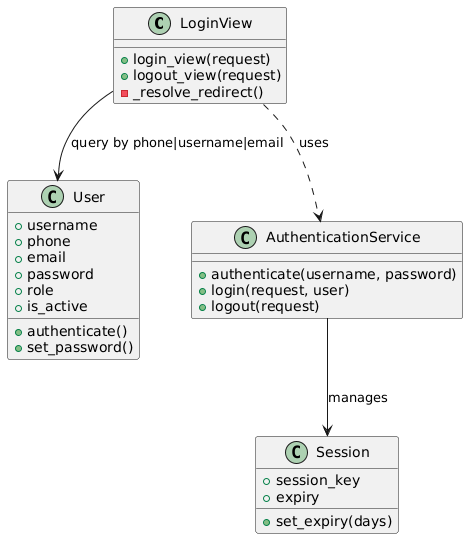 C LoginView
login_view(request)
logout_view(request)
_resolve_redirect()
query by phone|username|email
uses
C User
username
phone
email
password
role
is_active
authenticate()
set_password()
C AuthenticationService
authenticate(username, password)
login(request, user)
logout(request)
manages
C Session
session_key
expiry
set_expiry(days)